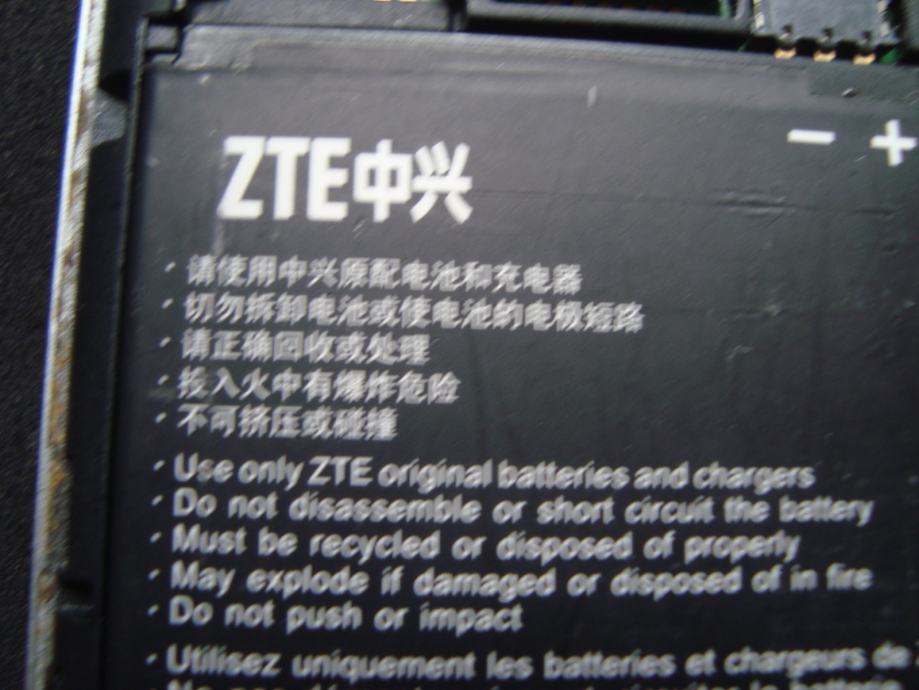 ZTE中兴
− +
· 请使用中兴原配电池和充电器
· 切勿拆卸电池或使电池的电极短路
· 请正确回收或处理
· 投入火中有爆炸危险
· 不可挤压或碰撞
· Use only ZTE original batteries and chargers
· Do not disassemble or short circuit the battery
· Must be recycled or disposed of properly
· May explode if damaged or disposed of in fire
· Do not push or impact
· Utilisez uniquement les batteries et chargeurs de